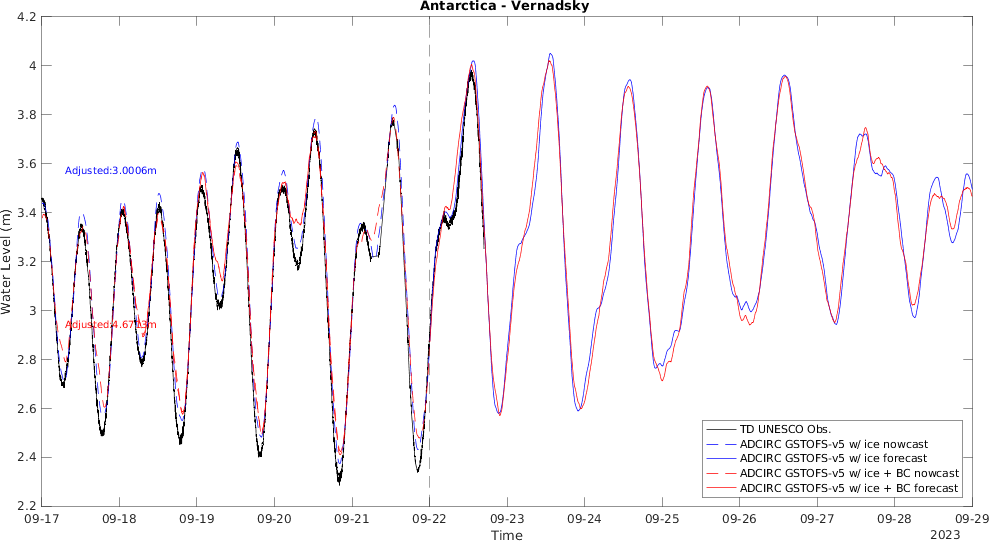 Antarctica - Vernadsky
4.2
4
3.8
3.6
3.4
3.2
3
2.8
2.6
2.4
2.2
Water Level (m)
Adjusted:3.0006m
TD UNESCO Obs.
ADCIRC GSTOFS-v5 w/ ice nowcast
ADCIRC GSTOFS-v5 w/ ice forecast
ADCIRC GSTOFS-v5 w/ ice + BC nowcast
ADCIRC GSTOFS-v5 w/ ice + BC forecast
09-17 09-18 09-19 09-20 09-21 09-22 09-23 09-24 09-25 09-26 09-27 09-28 09-29
Time
2023